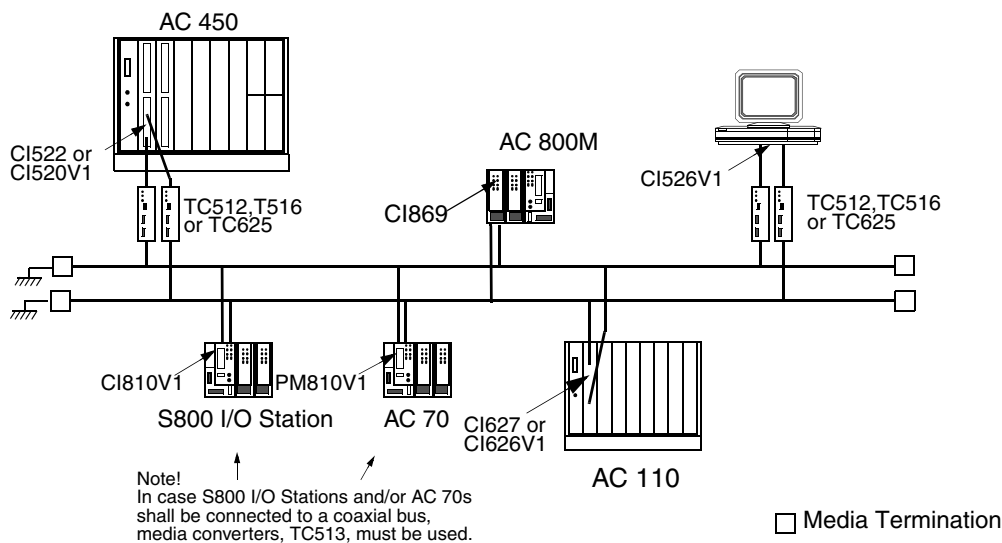 AC 450
CI522 or
CI520V1
TC512,T516
or TC625
AC 800M
CI869
CI526V1
TC512,TC516
or TC625
CI810V1
S800 I/O Station
PM810V1
AC 70
CI627 or
CI626V1
AC 110
Note!
In case S800 I/O Stations and/or AC 70s
shall be connected to a coaxial bus,
media converters, TC513, must be used.
Media Termination